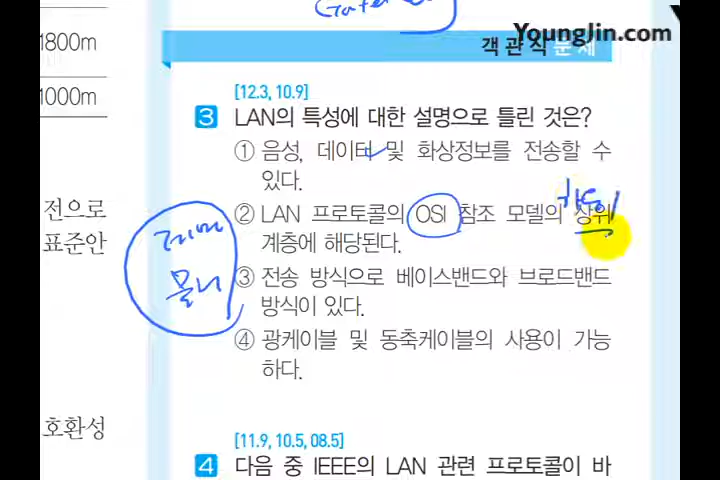 YoungJin.com
객 관 식 문 제
1800m
1000m
전으로
표준안
호환성
[12.3, 10.9]
3 LAN의 특성에 대한 설명으로 틀린 것은?
① 음성, 데이터 및 화상정보를 전송할 수
있다.
하위
② LAN 프로토콜의 OSI 참조 모델의 상위
계층에 해당된다.
③ 전송 방식으로 베이스밴드와 브로드밴드
방식이 있다.
④ 광케이블 및 동축케이블의 사용이 가능
하다.
[11.9, 10.5, 08.5]
4 다음 중 IEEE의 LAN 관련 프로토콜이 바